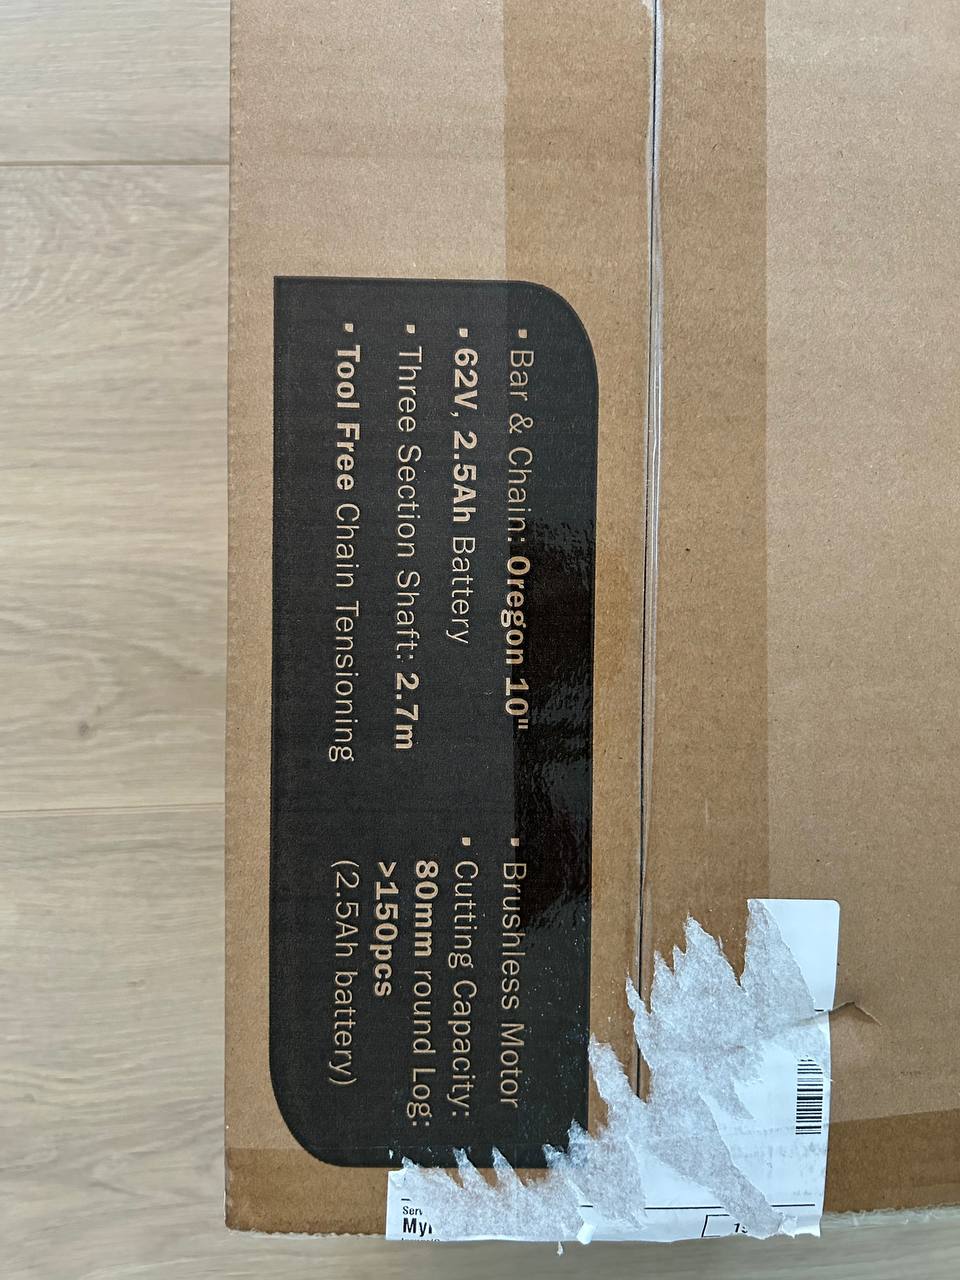 • Bar & Chain: Oregon 10"
• 62V, 2.5Ah Battery
• Three Section Shaft: 2.7m
• Tool Free Chain Tensioning
• Brushless Motor
• Cutting Capacity:
80mm round Log:
>150pcs
(2.5Ah battery)